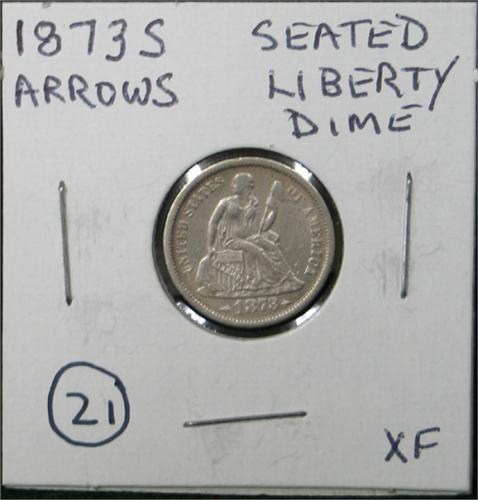 1873S
ARROWS
SEATED
LIBERTY
DIME
UNITED STATES OF AMERICA
1873
21
XF